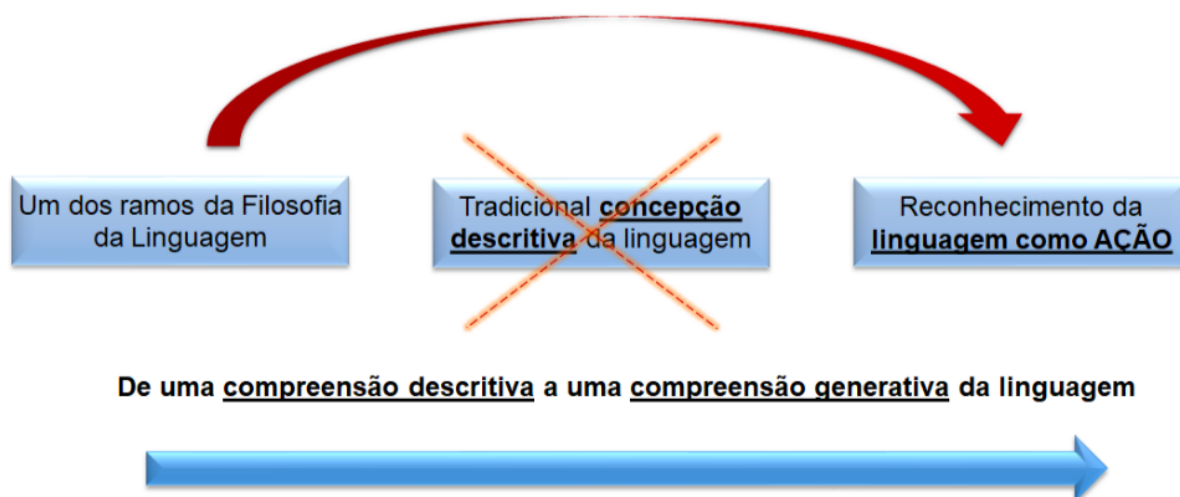 Um dos ramos da Filosofia
da Linguagem
Tradicional concepção
descritiva da linguagem
Reconhecimento da
linguagem como AÇÃO
De uma compreensão descritiva a uma compreensão generativa da linguagem